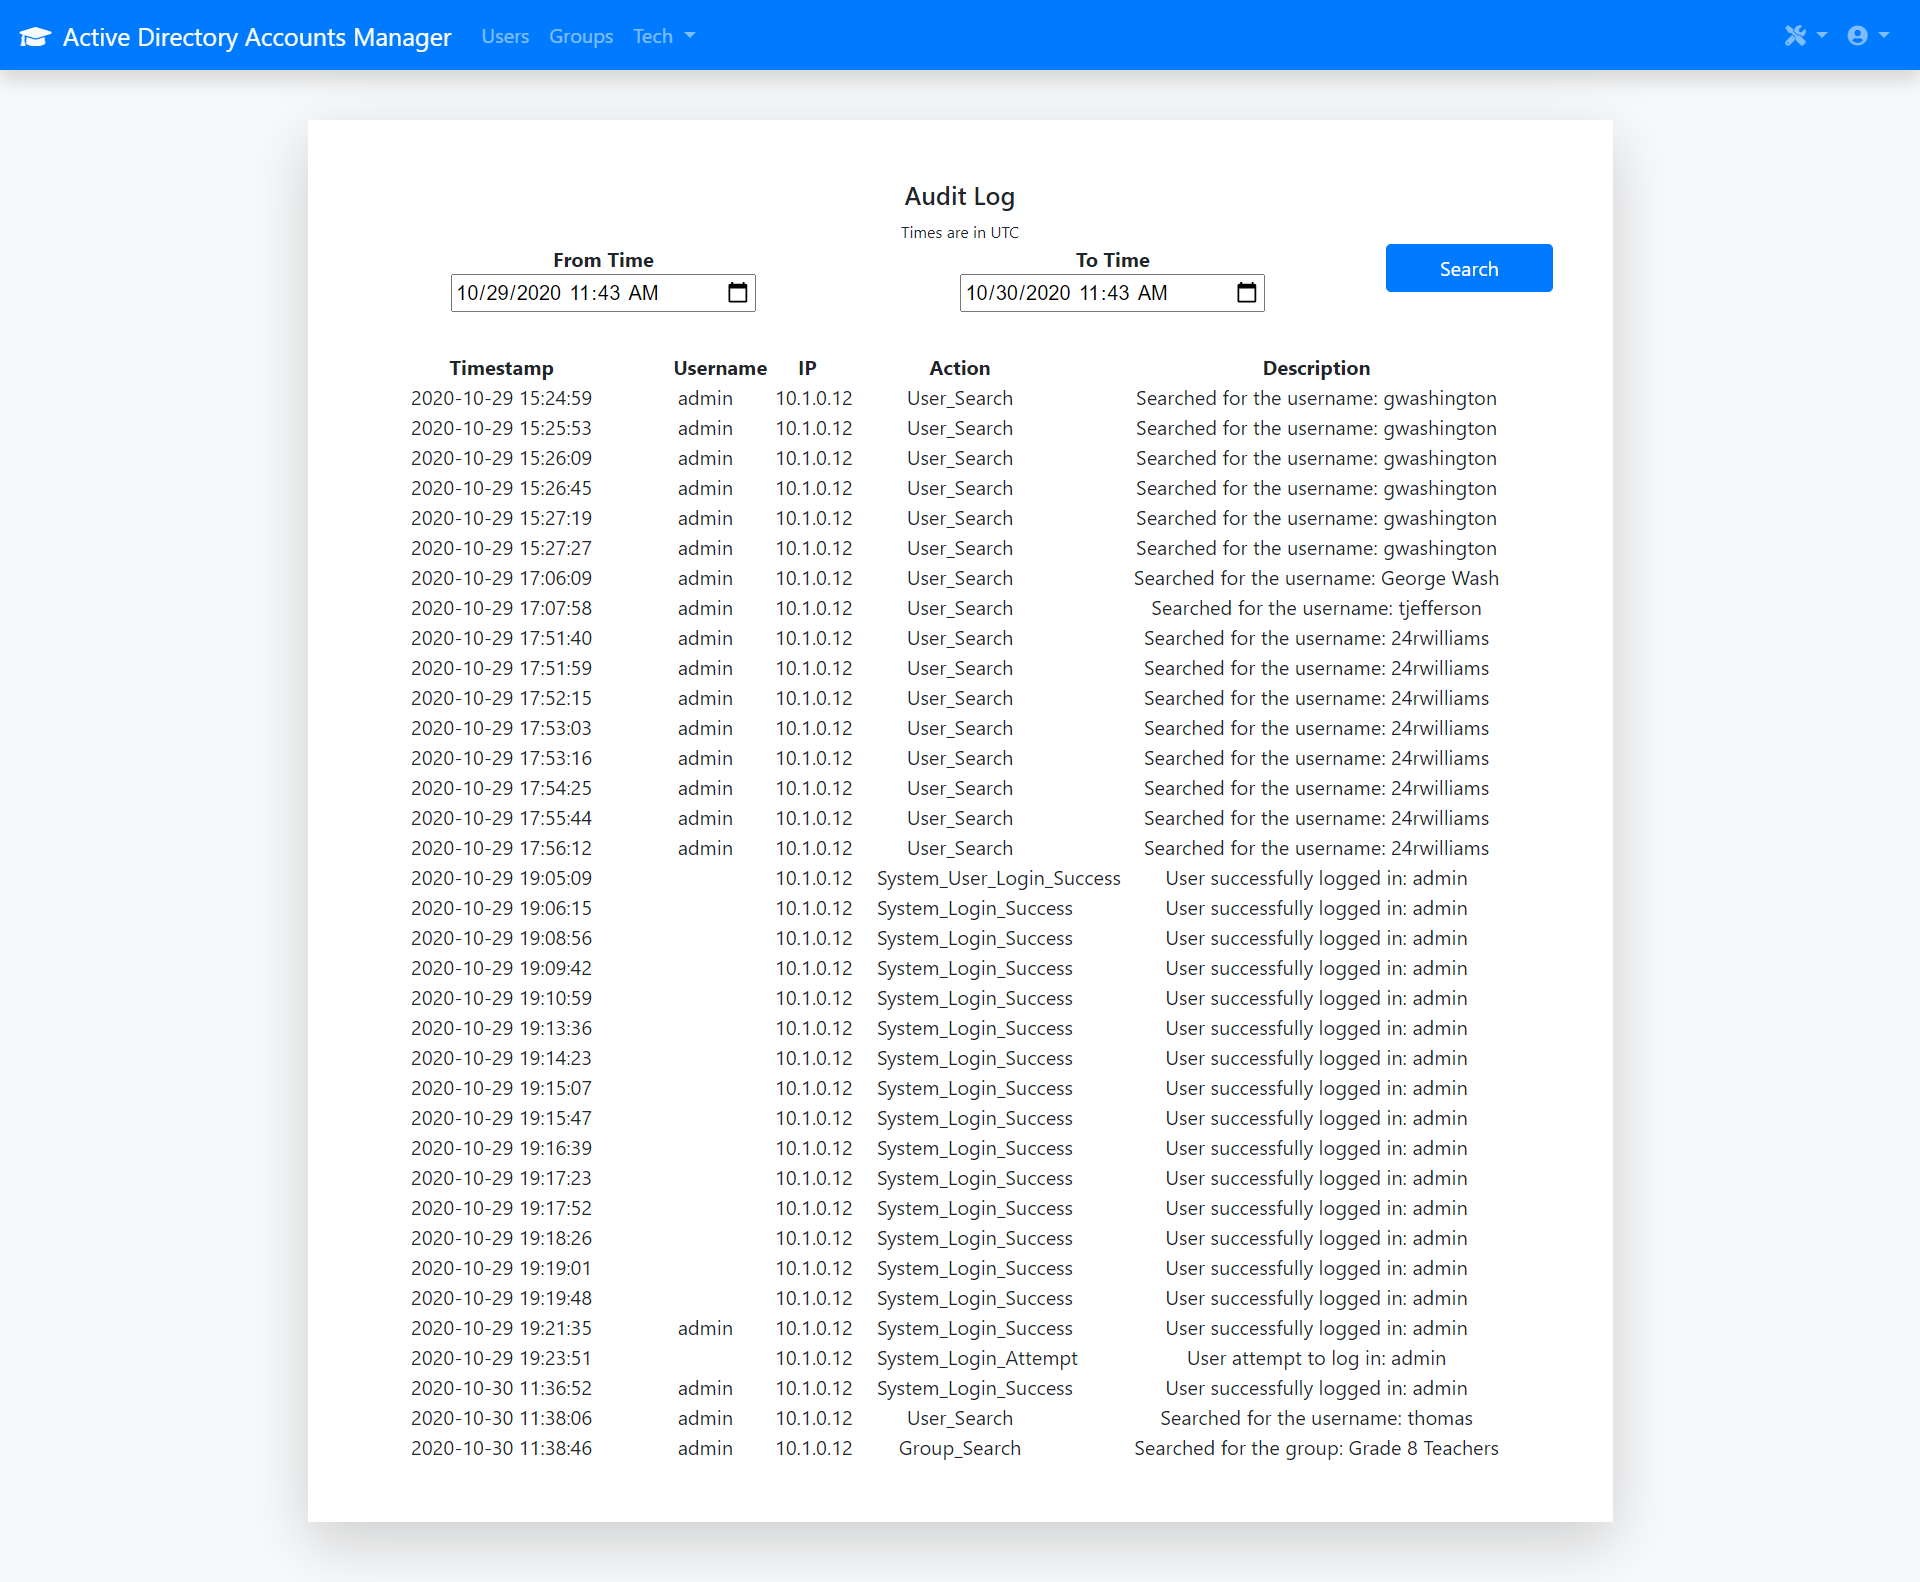 Active Directory Accounts Manager Users Groups Tech
Audit Log
Times are in UTC
From Time To Time Search
10/29/2020 11:43 AM 10/30/2020 11:43 AM
Timestamp Username IP Action Description
2020-10-29 15:24:59 admin 10.1.0.12 User_Search Searched for the username: gwashington
2020-10-29 15:25:53 admin 10.1.0.12 User_Search Searched for the username: gwashington
2020-10-29 15:26:09 admin 10.1.0.12 User_Search Searched for the username: gwashington
2020-10-29 15:26:45 admin 10.1.0.12 User_Search Searched for the username: gwashington
2020-10-29 15:27:19 admin 10.1.0.12 User_Search Searched for the username: gwashington
2020-10-29 15:27:27 admin 10.1.0.12 User_Search Searched for the username: gwashington
2020-10-29 17:06:09 admin 10.1.0.12 User_Search Searched for the username: George Wash
2020-10-29 17:07:58 admin 10.1.0.12 User_Search Searched for the username: tjefferson
2020-10-29 17:51:40 admin 10.1.0.12 User_Search Searched for the username: 24rwilliams
2020-10-29 17:51:59 admin 10.1.0.12 User_Search Searched for the username: 24rwilliams
2020-10-29 17:52:15 admin 10.1.0.12 User_Search Searched for the username: 24rwilliams
2020-10-29 17:53:03 admin 10.1.0.12 User_Search Searched for the username: 24rwilliams
2020-10-29 17:53:16 admin 10.1.0.12 User_Search Searched for the username: 24rwilliams
2020-10-29 17:54:25 admin 10.1.0.12 User_Search Searched for the username: 24rwilliams
2020-10-29 17:55:44 admin 10.1.0.12 User_Search Searched for the username: 24rwilliams
2020-10-29 17:56:12 admin 10.1.0.12 User_Search Searched for the username: 24rwilliams
2020-10-29 19:05:09 10.1.0.12 System_User_Login_Success User successfully logged in: admin
2020-10-29 19:06:15 10.1.0.12 System_Login_Success User successfully logged in: admin
2020-10-29 19:08:56 10.1.0.12 System_Login_Success User successfully logged in: admin
2020-10-29 19:09:42 10.1.0.12 System_Login_Success User successfully logged in: admin
2020-10-29 19:10:59 10.1.0.12 System_Login_Success User successfully logged in: admin
2020-10-29 19:13:36 10.1.0.12 System_Login_Success User successfully logged in: admin
2020-10-29 19:14:23 10.1.0.12 System_Login_Success User successfully logged in: admin
2020-10-29 19:15:07 10.1.0.12 System_Login_Success User successfully logged in: admin
2020-10-29 19:15:47 10.1.0.12 System_Login_Success User successfully logged in: admin
2020-10-29 19:16:39 10.1.0.12 System_Login_Success User successfully logged in: admin
2020-10-29 19:17:23 10.1.0.12 System_Login_Success User successfully logged in: admin
2020-10-29 19:17:52 10.1.0.12 System_Login_Success User successfully logged in: admin
2020-10-29 19:18:26 10.1.0.12 System_Login_Success User successfully logged in: admin
2020-10-29 19:19:01 10.1.0.12 System_Login_Success User successfully logged in: admin
2020-10-29 19:19:48 10.1.0.12 System_Login_Success User successfully logged in: admin
2020-10-29 19:21:35 admin 10.1.0.12 System_Login_Success User successfully logged in: admin
2020-10-29 19:23:51 10.1.0.12 System_Login_Attempt User attempt to log in: admin
2020-10-30 11:36:52 admin 10.1.0.12 System_Login_Success User successfully logged in: admin
2020-10-30 11:38:06 admin 10.1.0.12 User_Search Searched for the username: thomas
2020-10-30 11:38:46 admin 10.1.0.12 Group_Search Searched for the group: Grade 8 Teachers